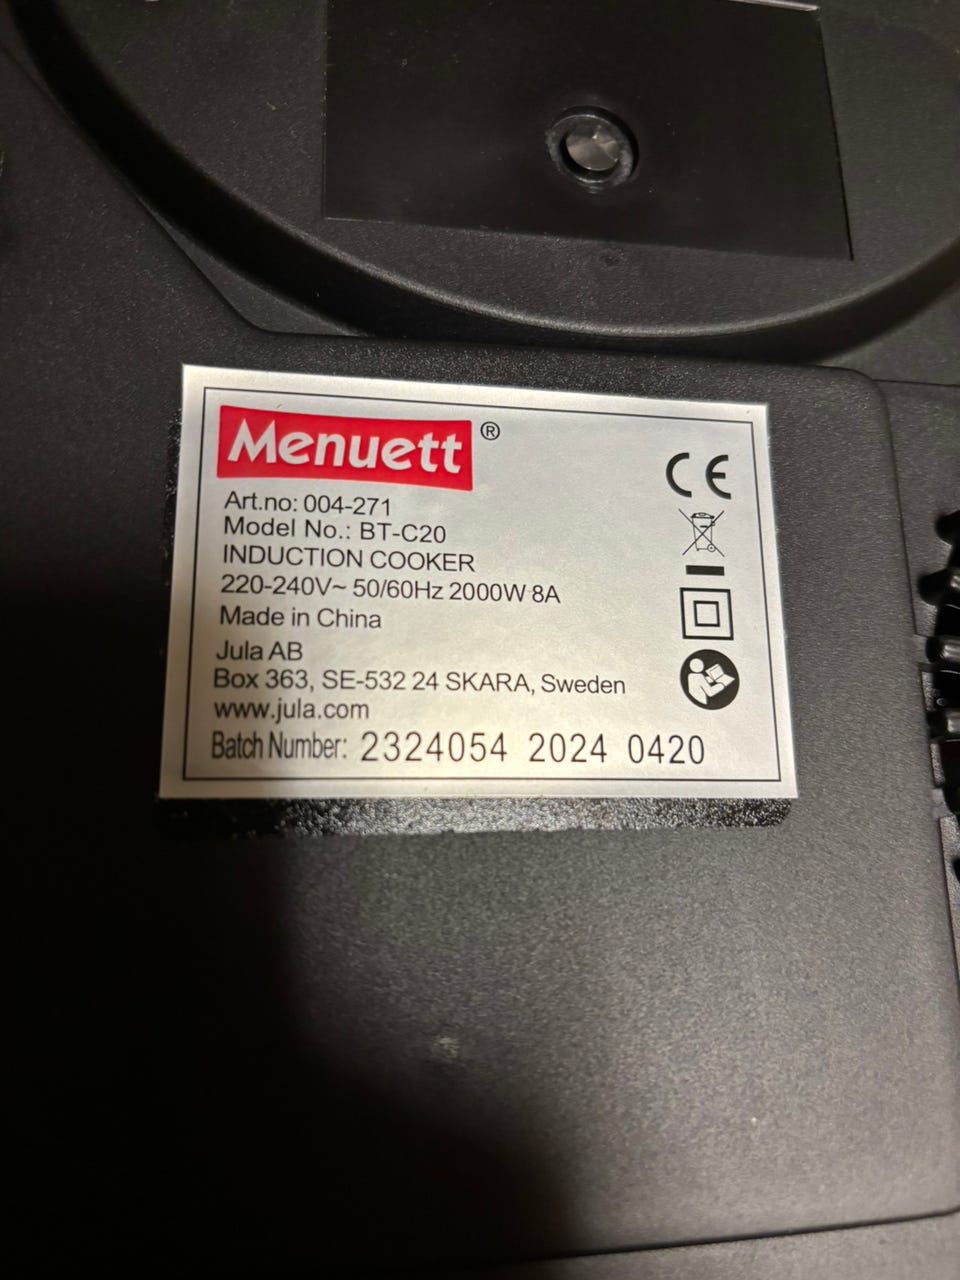 Menuett ®
Art.no: 004-271
Model No.: BT-C20
INDUCTION COOKER
220-240V~ 50/60Hz 2000W 8A
Made in China
Jula AB
Box 363, SE-532 24 SKARA, Sweden
www.jula.com
Batch Number: 2324054 2024 0420
CE